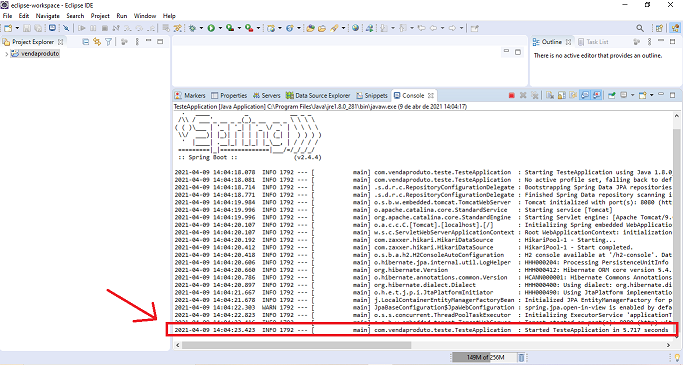 eclipse-workspace - Eclipse IDE
File Edit Navigate Search Project Run Window Help
Project Explorer
vendaproduto
Outline Task List
There is no active editor that provides an outline.
Markers Properties Servers Data Source Explorer Snippets Console
TesteApplication [Java Application] C:\Program Files\Java\jre1.8.0_281\bin\javaw.exe (9 de abr de 2021 14:04:17)
:: Spring Boot :: (v2.4.4)
2021-04-09 14:04:18.078 INFO 1792 --- [ main] com.vendaproduto.teste.TesteApplication : Starting TesteApplication using Java 1.8.0
2021-04-09 14:04:18.081 INFO 1792 --- [ main] com.vendaproduto.teste.TesteApplication : No active profile set, falling back to def
2021-04-09 14:04:18.714 INFO 1792 --- [ main] .s.d.r.c.RepositoryConfigurationDelegate : Bootstrapping Spring Data JPA repositories
2021-04-09 14:04:18.771 INFO 1792 --- [ main] .s.d.r.c.RepositoryConfigurationDelegate : Finished Spring Data repository scanning i
2021-04-09 14:04:19.984 INFO 1792 --- [ main] o.s.b.w.embedded.tomcat.TomcatWebServer : Tomcat initialized with port(s): 8080 (htt
2021-04-09 14:04:19.996 INFO 1792 --- [ main] o.apache.catalina.core.StandardService : Starting service [Tomcat]
2021-04-09 14:04:19.996 INFO 1792 --- [ main] org.apache.catalina.core.StandardEngine : Starting Servlet engine: [Apache Tomcat/9.
2021-04-09 14:04:20.107 INFO 1792 --- [ main] o.a.c.c.C.[Tomcat].[localhost].[/] : Initializing Spring embedded WebApplication
2021-04-09 14:04:20.107 INFO 1792 --- [ main] w.s.c.ServletWebServerApplicationContext : Root WebApplicationContext: initialization
2021-04-09 14:04:20.192 INFO 1792 --- [ main] com.zaxxer.hikari.HikariDataSource : HikariPool-1 - Starting...
2021-04-09 14:04:20.412 INFO 1792 --- [ main] com.zaxxer.hikari.HikariDataSource : HikariPool-1 - Start completed.
2021-04-09 14:04:20.418 INFO 1792 --- [ main] o.s.b.a.h2.H2ConsoleAutoConfiguration : H2 console available at '/h2-console'. Dat
2021-04-09 14:04:20.606 INFO 1792 --- [ main] o.hibernate.jpa.internal.util.LogHelper : HHH000204: Processing PersistenceUnitInfo
2021-04-09 14:04:20.660 INFO 1792 --- [ main] org.hibernate.Version : HHH000412: Hibernate ORM core version 5.4.
2021-04-09 14:04:20.786 INFO 1792 --- [ main] o.hibernate.annotations.common.Version : HCANN000001: Hibernate Commons Annotations
2021-04-09 14:04:20.897 INFO 1792 --- [ main] org.hibernate.dialect.Dialect : HHH000400: Using dialect: org.hibernate.di
2021-04-09 14:04:21.667 INFO 1792 --- [ main] o.h.e.t.j.p.i.JtaPlatformInitiator : HHH000490: Using JtaPlatform implementatio
2021-04-09 14:04:21.678 INFO 1792 --- [ main] j.LocalContainerEntityManagerFactoryBean : Initialized JPA EntityManagerFactory for p
2021-04-09 14:04:22.303 WARN 1792 --- [ main] JpaBaseConfiguration$JpaWebConfiguration : spring.jpa.open-in-view is enabled by defa
2021-04-09 14:04:22.823 INFO 1792 --- [ main] o.s.s.concurrent.ThreadPoolTaskExecutor : Initializing ExecutorService 'applicationT
2021-04-09 14:04:23.423 INFO 1792 --- [ main] com.vendaproduto.teste.TesteApplication : Started TesteApplication in 5.717 seconds
149M of 256M